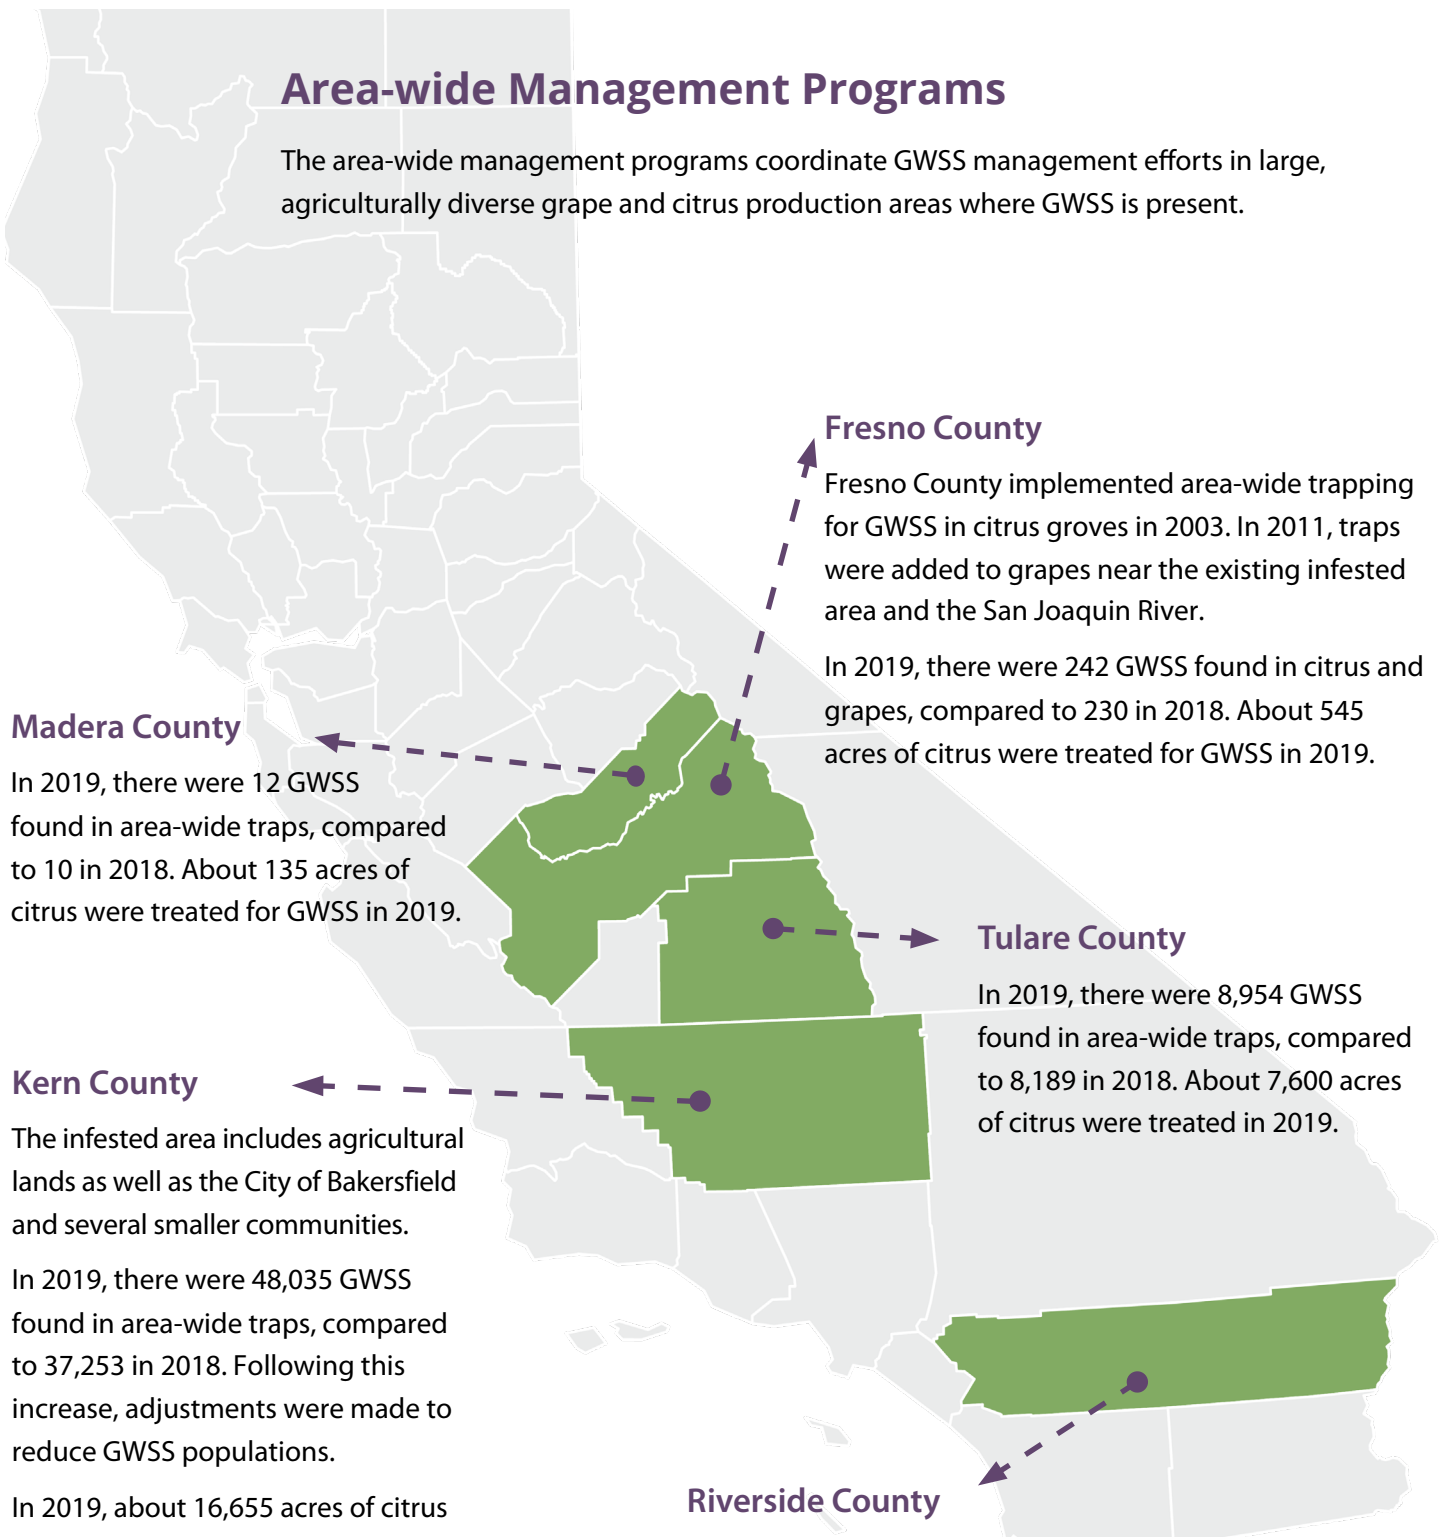 Area-wide Management Programs
The area-wide management programs coordinate GWSS management efforts in large,
agriculturally diverse grape and citrus production areas where GWSS is present.
Fresno County
Fresno County implemented area-wide trapping
for GWSS in citrus groves in 2003. In 2011, traps
were added to grapes near the existing infested
area and the San Joaquin River.
In 2019, there were 242 GWSS found in citrus and
grapes, compared to 230 in 2018. About 545
acres of citrus were treated for GWSS in 2019.
Madera County
In 2019, there were 12 GWSS
found in area-wide traps, compared
to 10 in 2018. About 135 acres of
citrus were treated for GWSS in 2019.
Tulare County
In 2019, there were 8,954 GWSS
found in area-wide traps, compared
to 8,189 in 2018. About 7,600 acres
of citrus were treated in 2019.
Kern County
The infested area includes agricultural
lands as well as the City of Bakersfield
and several smaller communities.
In 2019, there were 48,035 GWSS
found in area-wide traps, compared
to 37,253 in 2018. Following this
increase, adjustments were made to
reduce GWSS populations.
In 2019, about 16,655 acres of citrus
Riverside County